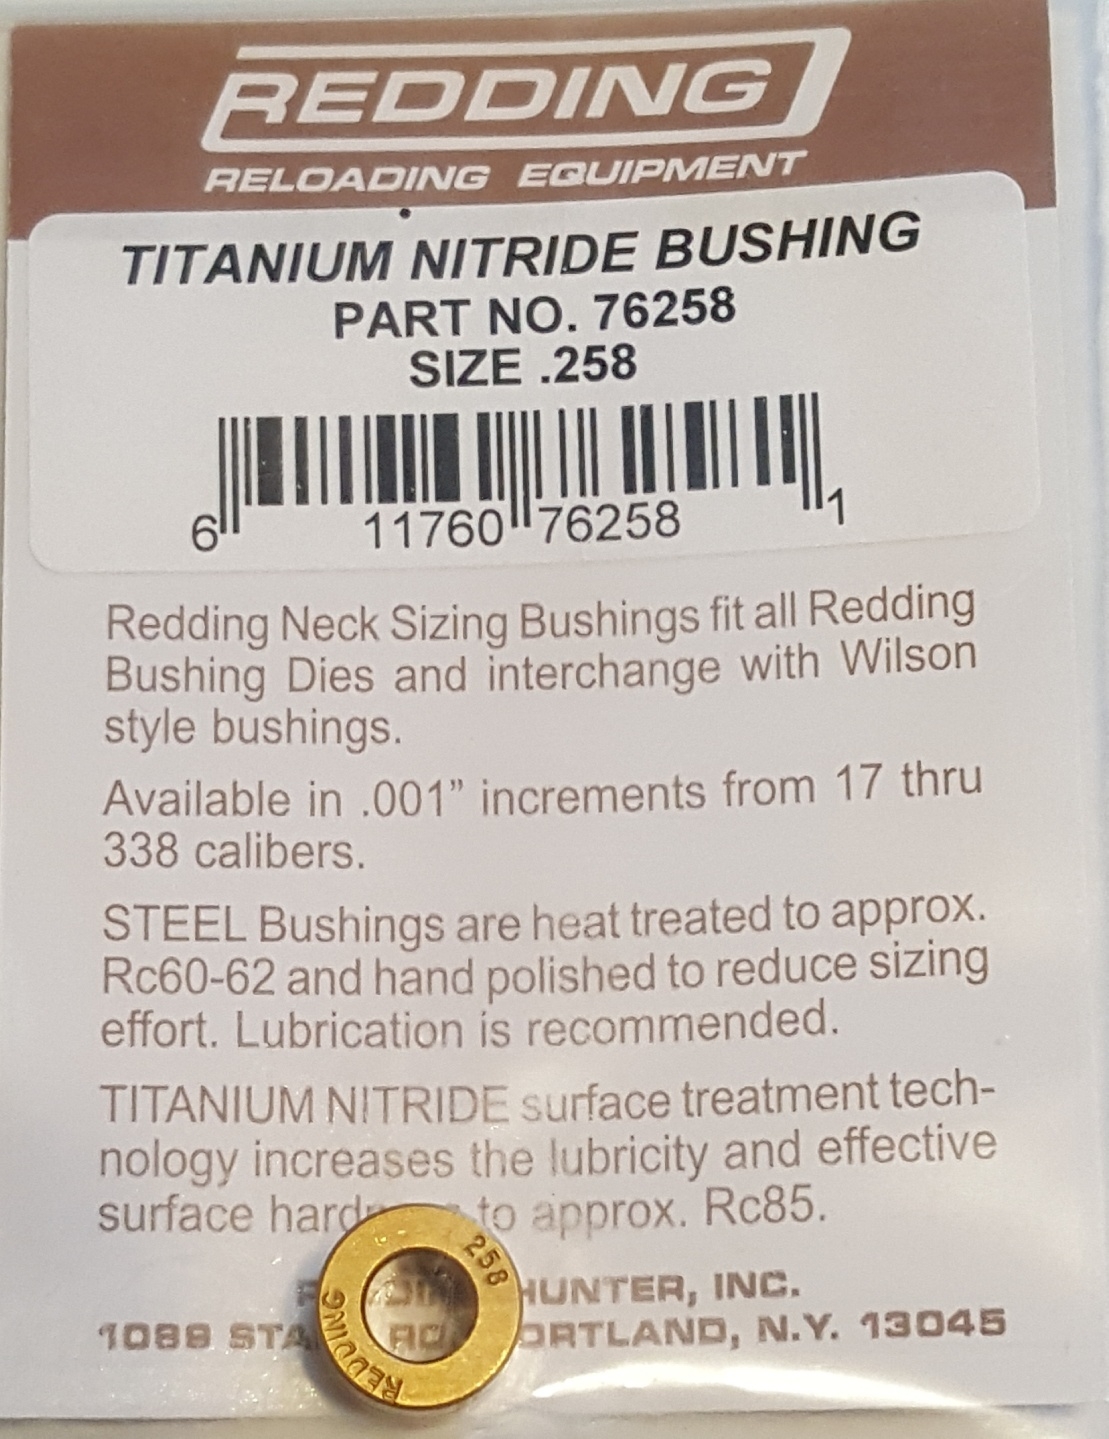 REDDING
RELOADING EQUIPMENT
TITANIUM NITRIDE BUSHING
PART NO. 76258
SIZE .258
6 11760 76258 1
Redding Neck Sizing Bushings fit all Redding
Bushing Dies and interchange with Wilson
style bushings.
Available in .001” increments from 17 thru
338 calibers.
STEEL Bushings are heat treated to approx.
Rc60-62 and hand polished to reduce sizing
effort. Lubrication is recommended.
TITANIUM NITRIDE surface treatment tech-
nology increases the lubricity and effective
surface to approx. Rc85.
HUNTER, INC.
1089 N.Y. 13045
258
REDDING